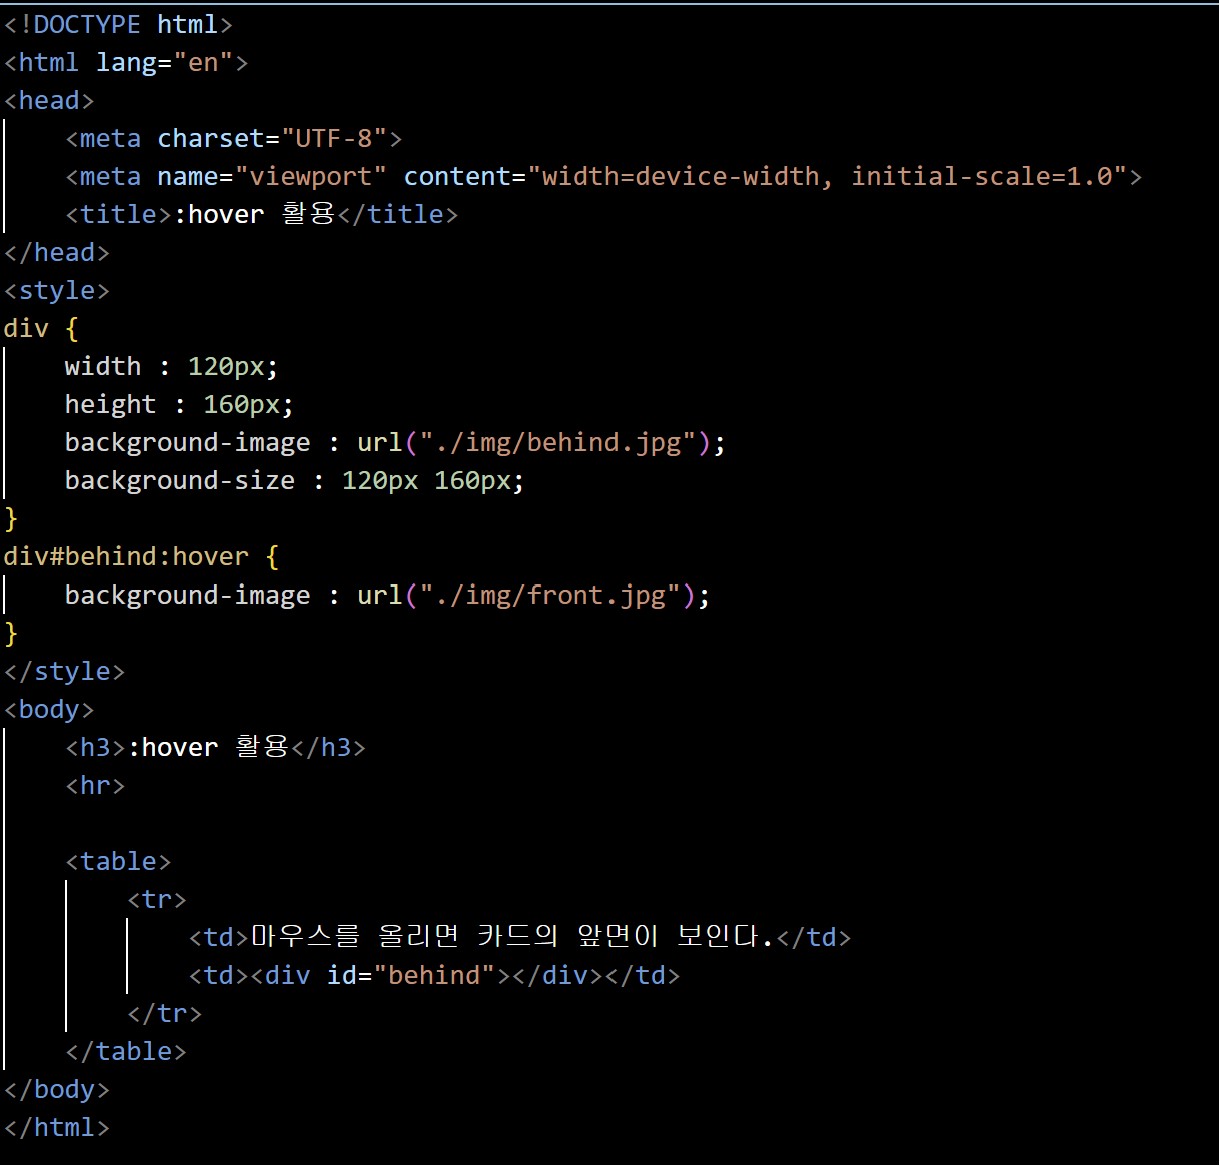 <!DOCTYPE html>
<html lang="en">
<head>
    <meta charset="UTF-8">
    <meta name="viewport" content="width=device-width, initial-scale=1.0">
    <title>:hover 활용</title>
</head>
<style>
div {
    width : 120px;
    height : 160px;
    background-image : url("./img/behind.jpg");
    background-size : 120px 160px;
}
div#behind:hover {
    background-image : url("./img/front.jpg");
}
</style>
<body>
    <h3>:hover 활용</h3>
    <hr>

    <table>
        <tr>
            <td>마우스를 올리면 카드의 앞면이 보인다.</td>
            <td><div id="behind"></div></td>
        </tr>
    </table>
</body>
</html>